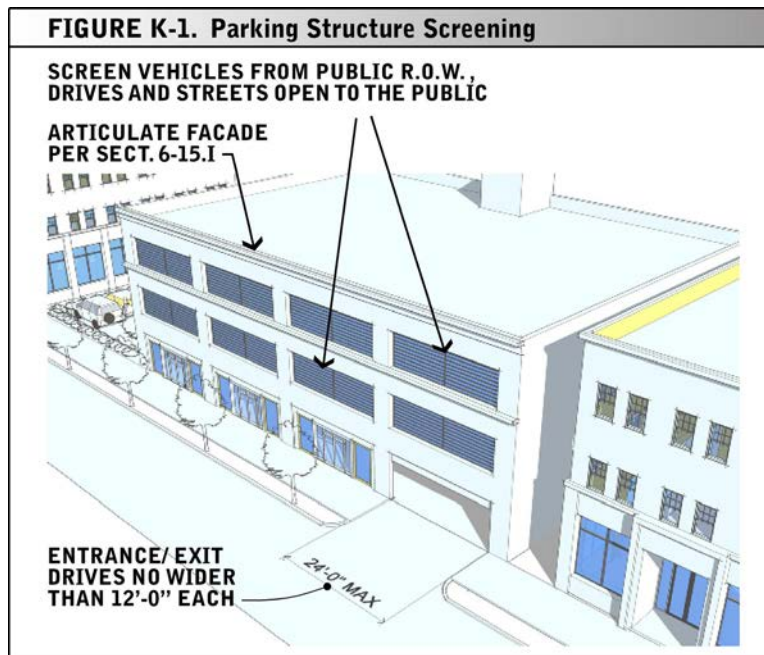 FIGURE K-1. Parking Structure Screening
SCREEN VEHICLES FROM PUBLIC R.O.W.,
DRIVES AND STREETS OPEN TO THE PUBLIC
ARTICULATE FACADE
PER SECT. 6-15.I
ENTRANCE/ EXIT
DRIVES NO WIDER
THAN 12'-0” EACH
24'-0" MAX